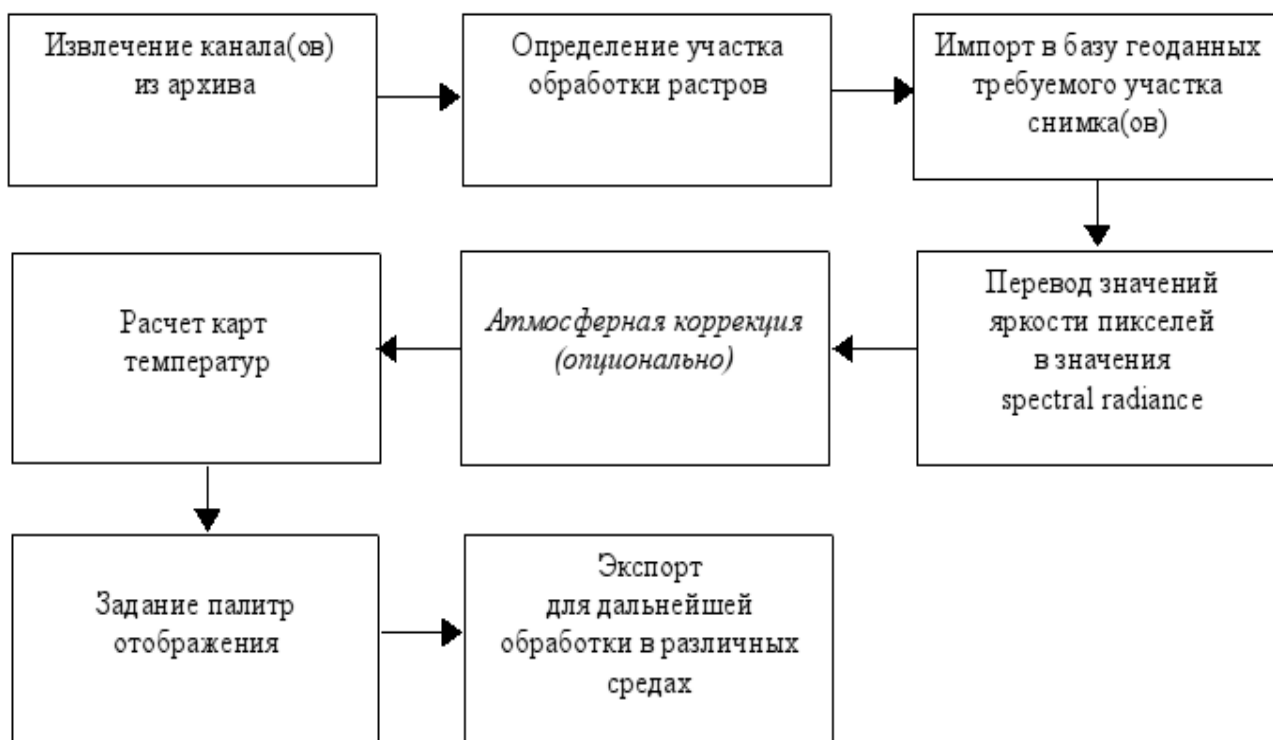 Извлечение канала(ов)
из архива
Определение участка
обработки растров
Импорт в базу геоданных
требуемого участка
снимка(ов)
Перевод значений
яркости пикселей
в значения
spectral radiance
Атмосферная коррекция
(опционально)
Расчет карт
температур
Задание палитр
отображения
Экспорт
для дальнейшей
обработки в различных
средах